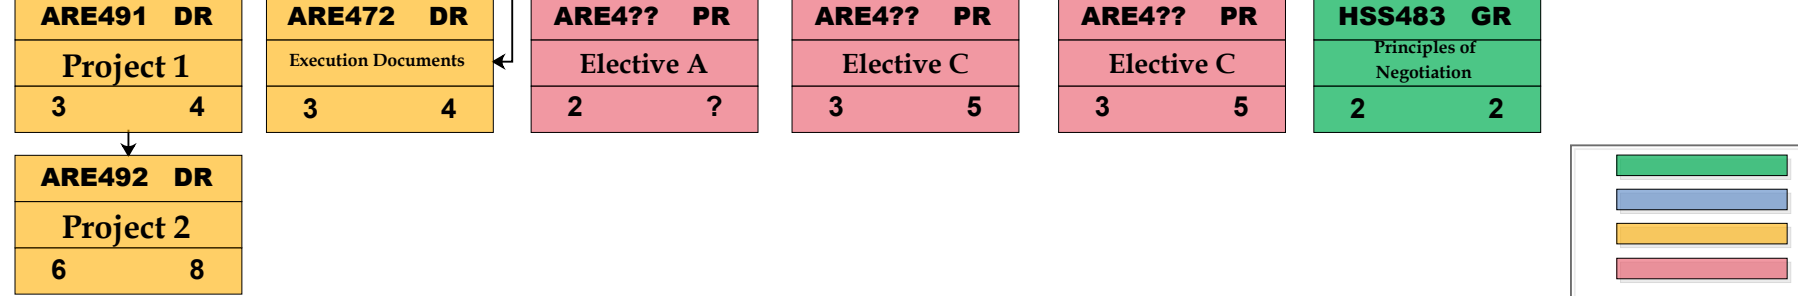 ARE491 DR
Project 1
3 4
ARE472 DR
Execution Documents
3 4
ARE4?? PR
Elective A
2 ?
ARE4?? PR
Elective C
3 5
ARE4?? PR
Elective C
3 5
HSS483 GR
Principles of
Negotiation
2 2
ARE492 DR
Project 2
6 8